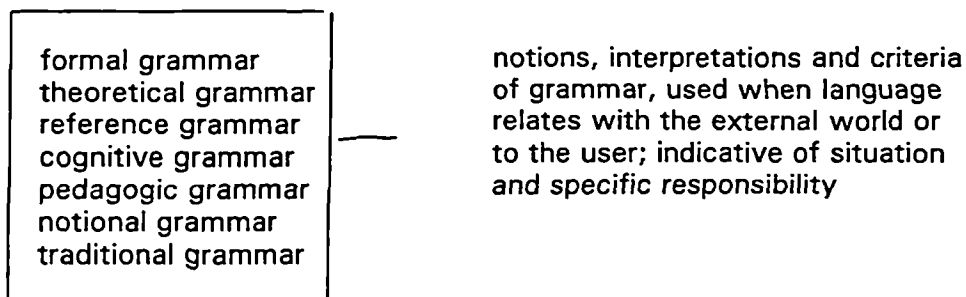 formal grammar
theoretical grammar
reference grammar
cognitive grammar
pedagogic grammar
notional grammar
traditional grammar
notions, interpretations and criteria
of grammar, used when language
relates with the external world or
to the user; indicative of situation
and specific responsibility